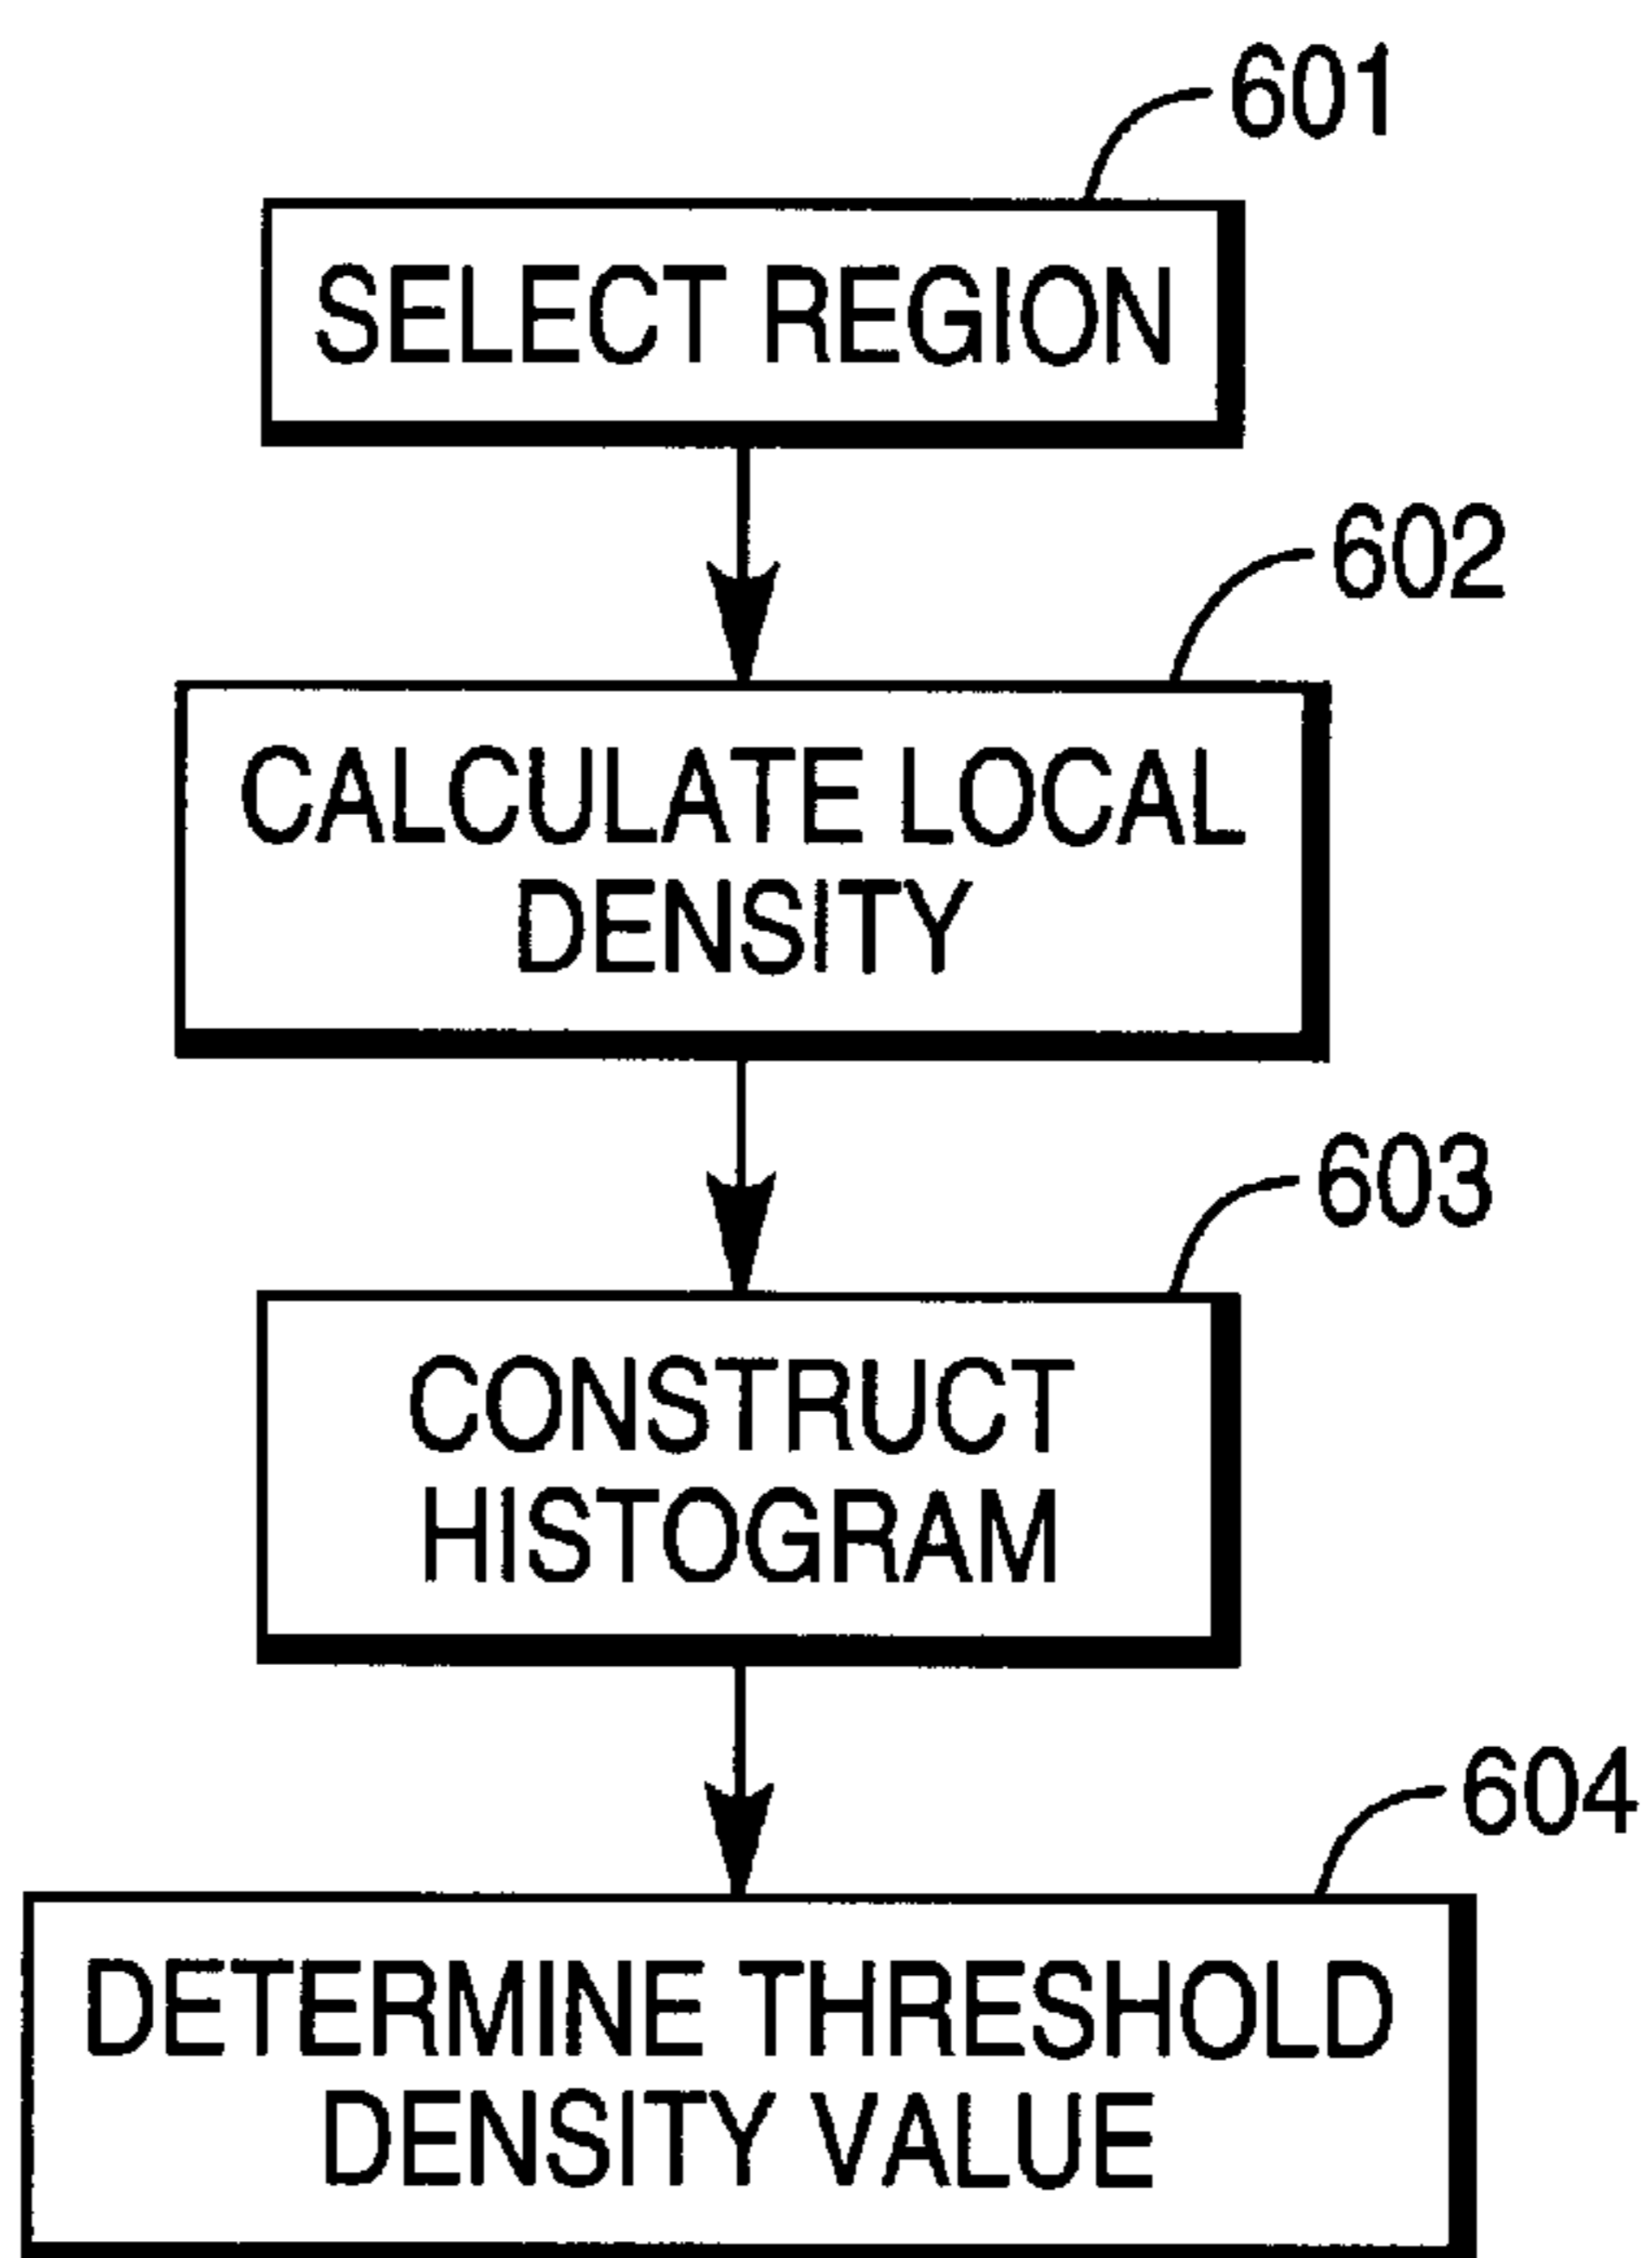 601
SELECT REGION
602
CALCULATE LOCAL
DENSITY
603
CONSTRUCT
HISTOGRAM
604
DETERMINE THRESHOLD
DENSITY VALUE